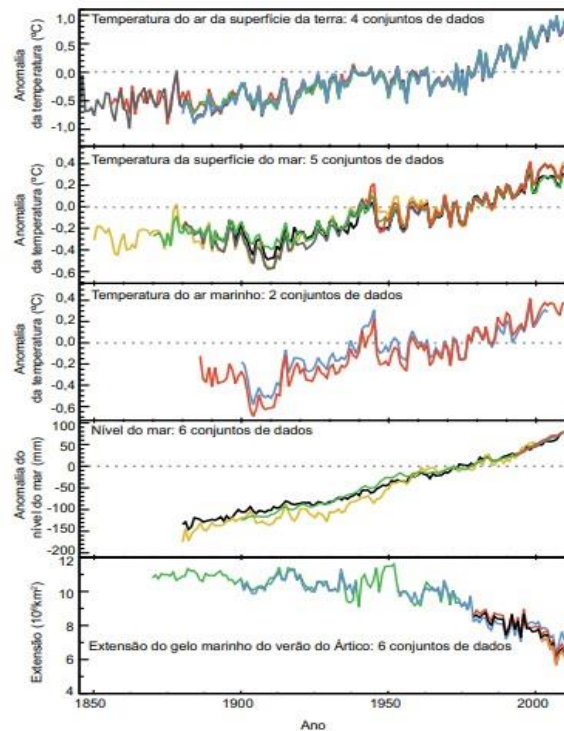 Temperatura do ar da superfície da terra: 4 conjuntos de dados
Anomalia
da temperatura (ºC)
1,0
0,5
0,0
-0,5
-1,0
Temperatura da superfície do mar: 5 conjuntos de dados
Anomalia
da temperatura (ºC)
0,4
0,2
0,0
-0,2
-0,4
-0,6
Temperatura do ar marinho: 2 conjuntos de dados
Anomalia
da temperatura (ºC)
0,4
0,2
0,0
-0,2
-0,4
-0,6
Nível do mar: 6 conjuntos de dados
Anomalia do
nível do mar (mm)
100
50
0
-50
-100
-150
-200
Extensão (10⁶km²)
12
10
8
6
4
Extensão do gelo marinho do verão do Ártico: 6 conjuntos de dados
1850
1900
1950
2000
Ano